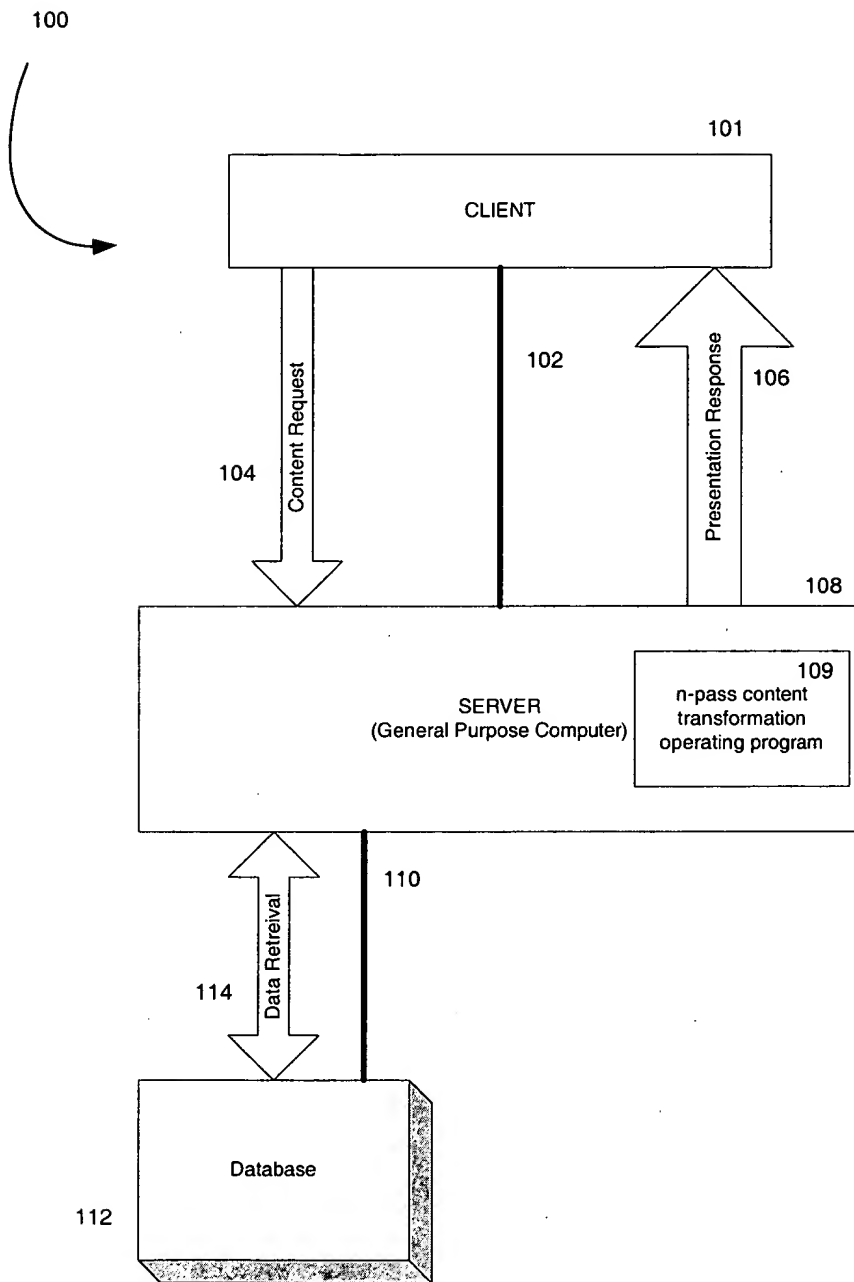 100
101
CLIENT
102
106
Content Request
Presentation Response
104
108
109
n-pass content
transformation
operating program
SERVER
(General Purpose Computer)
110
Data Retreival
114
Database
112